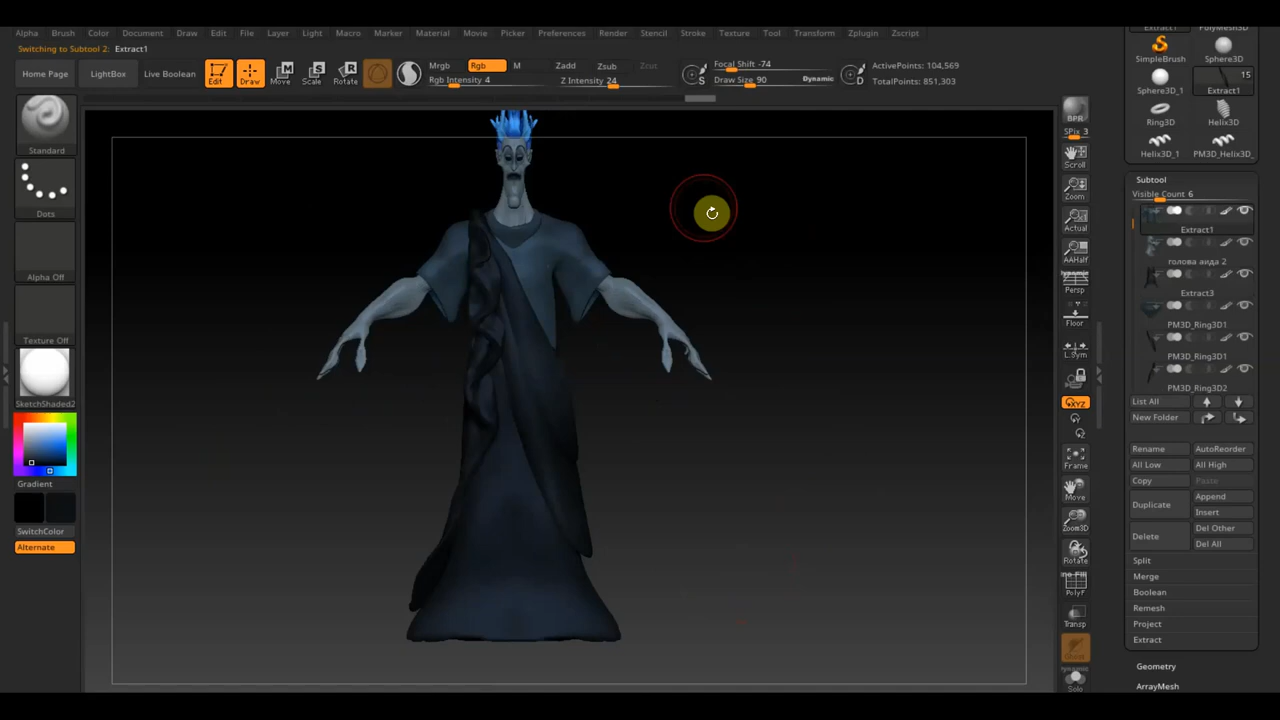 Alpha Brush Color Document Draw Edit File Layer Light Macro Marker Material Movie Picker Preferences Render Stencil Stroke Texture Tool Transform Zplugin Zscript
Switching to Subtool 2: Extract1
Home Page
LightBox
Live Boolean
Edit
Draw
Move
Scale
Rotate
Mrgb
Rgb
M
Rgb Intensity 4
Zadd
Zsub
Zcut
Z Intensity 24
S
Focal Shift -74
Draw Size 90
Dynamic
D
ActivePoints: 104,569
TotalPoints: 851,303
Standard
Dots
Alpha Off
Texture Off
SketchShaded2
Gradient
SwitchColor
Alternate
BPR
SPix 3
Scroll
Zoom
Actual
AAHalf
Persp
Floor
L.Sym
XYZ
Frame
Move
Zoom3D
Rotate
PolyF
Transp
Solo
Extract1
PolyMesh3D
SimpleBrush
Sphere3D
Sphere3D_1
15
Extract1
Ring3D
Helix3D
Helix3D_1
PM3D_Helix3D_
Subtool
Visible Count 6
Extract1
голова аида 2
Extract3
PM3D_Ring3D1
PM3D_Ring3D1
PM3D_Ring3D2
List All
New Folder
Rename
AutoReorder
All Low
All High
Copy
Paste
Duplicate
Append
Insert
Delete
Del Other
Del All
Split
Merge
Boolean
Remesh
Project
Extract
Geometry
ArrayMesh